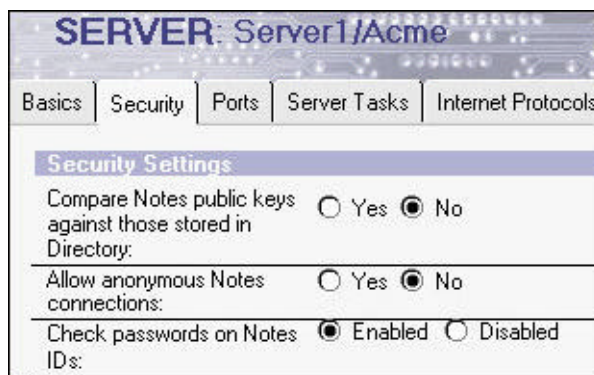 SERVER: Server1/Acme
Basics Security Ports Server Tasks Internet Protocols
Security Settings
Compare Notes public keys Yes No
against those stored in
Directory:
Allow anonymous Notes Yes No
connections:
Check passwords on Notes Enabled Disabled
IDs: